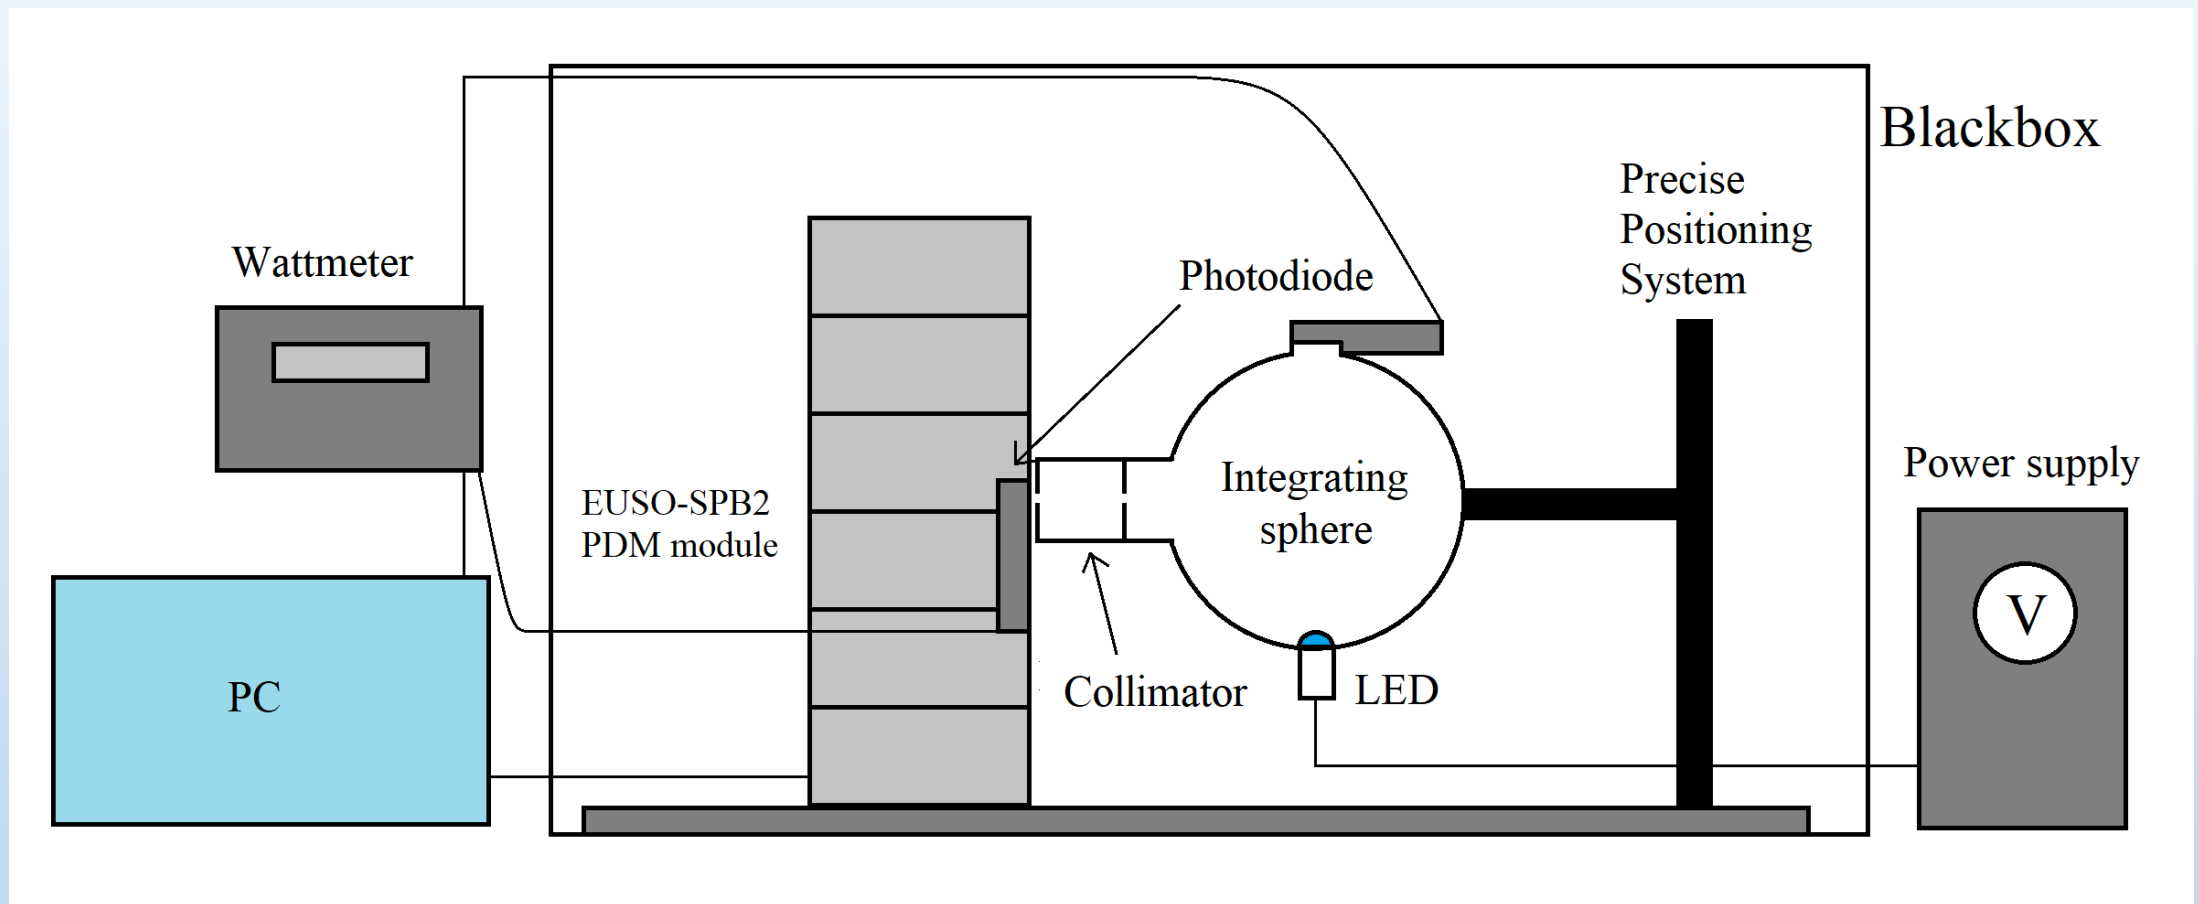 Blackbox
Precise
Positioning
System
Wattmeter
Photodiode
Integrating
sphere
Power supply
EUSO-SPB2
PDM module
V
PC
Collimator
LED